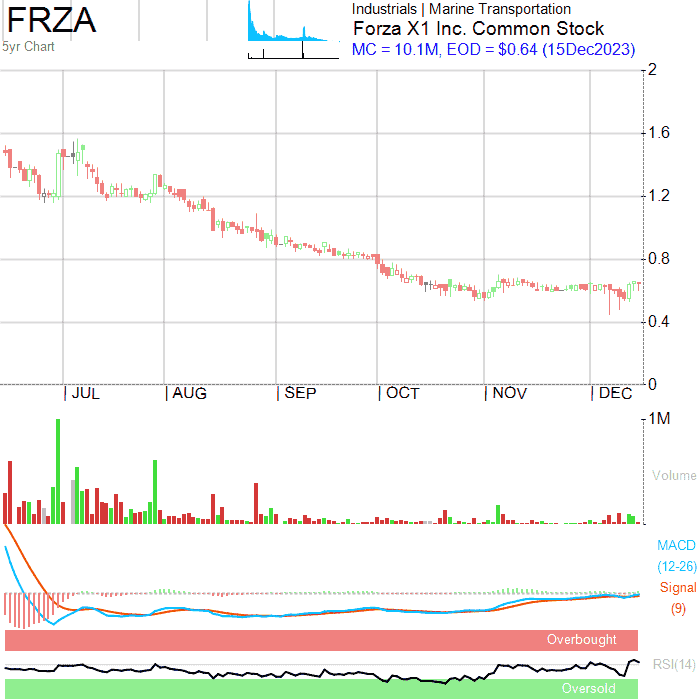 FRZA
5yr Chart
Industrials | Marine Transportation
Forza X1 Inc. Common Stock
MC = 10.1M, EOD = $0.64 (15Dec2023)
2
1.6
1.2
0.8
0.4
0
JUL AUG SEP OCT NOV DEC
1M
Volume
MACD
(12-26)
Signal
(9)
Overbought
RSI(14)
Oversold